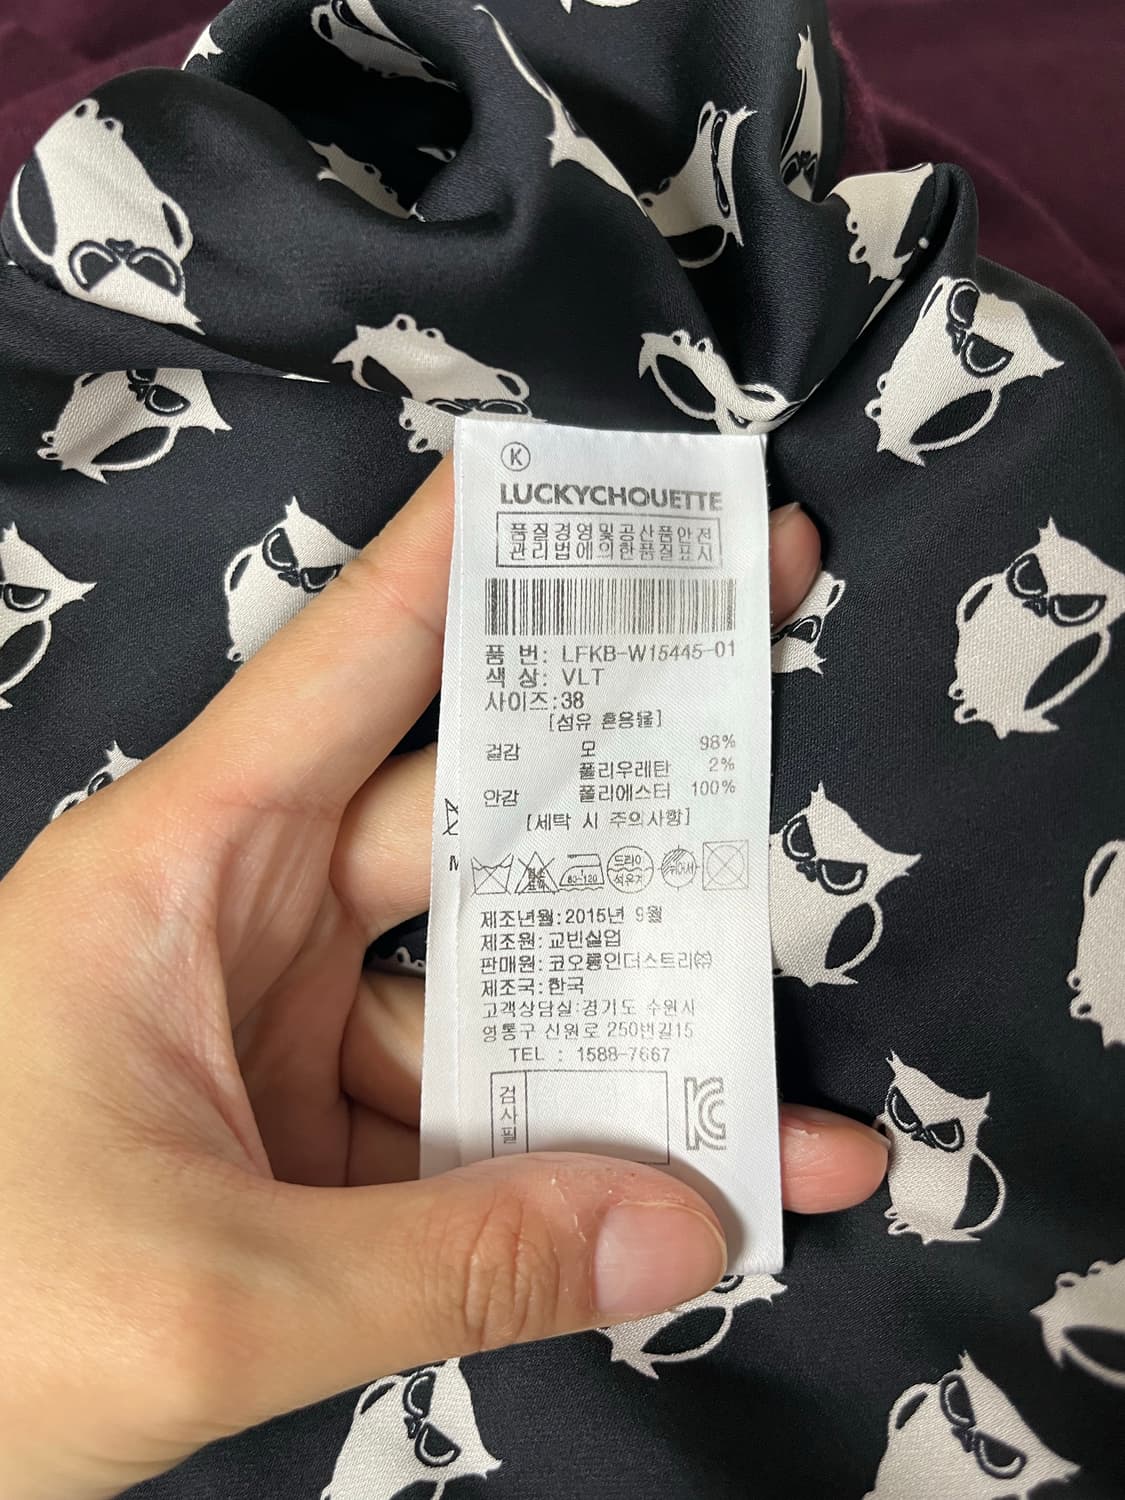 K
LUCKYCHOUETTE
품질경영및공산품안전
관리법에의한품질표시
품 번: LFKB-W15445-01
색 상: VLT
사이즈:38
[섬유 혼용율]
겉감 모 98%
폴리우레탄 2%
안감 폴리에스터 100%
[세탁 시 주의사항]
80~120
드라이
석유계
제조년월:2015년 9월
제조원:교빈실업
판매원:코오롱인더스트리㈜
제조국:한국
고객상담실:경기도 수원시
영통구 신원로 250번길15
TEL : 1588-7667
검사필